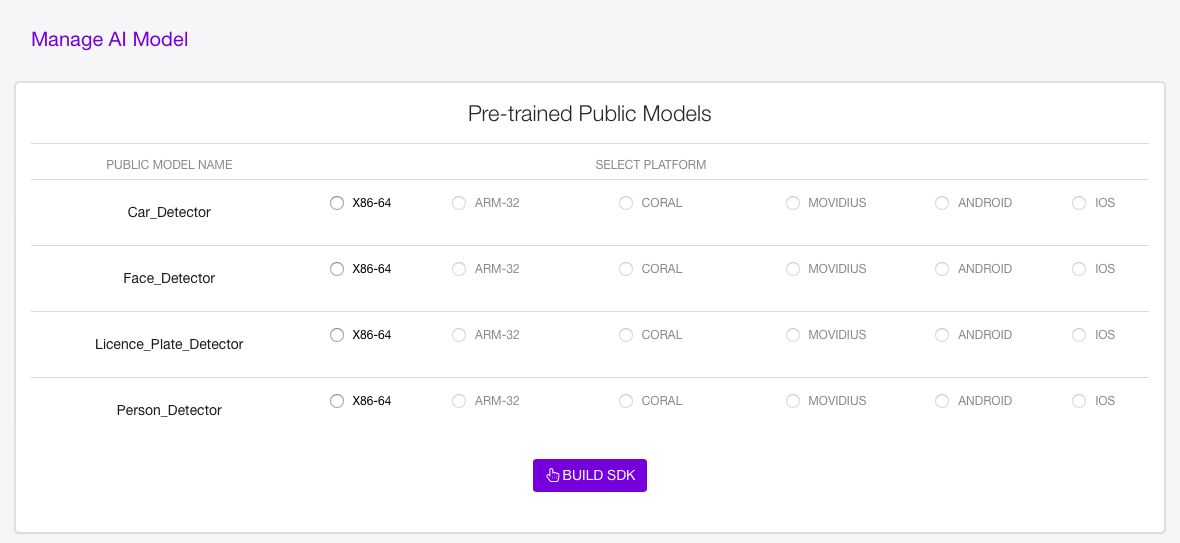 Manage AI Model
Pre-trained Public Models
PUBLIC MODEL NAME SELECT PLATFORM
Car_Detector X86-64 ARM-32 CORAL MOVIDIUS ANDROID IOS
Face_Detector X86-64 ARM-32 CORAL MOVIDIUS ANDROID IOS
Licence_Plate_Detector X86-64 ARM-32 CORAL MOVIDIUS ANDROID IOS
Person_Detector X86-64 ARM-32 CORAL MOVIDIUS ANDROID IOS
BUILD SDK